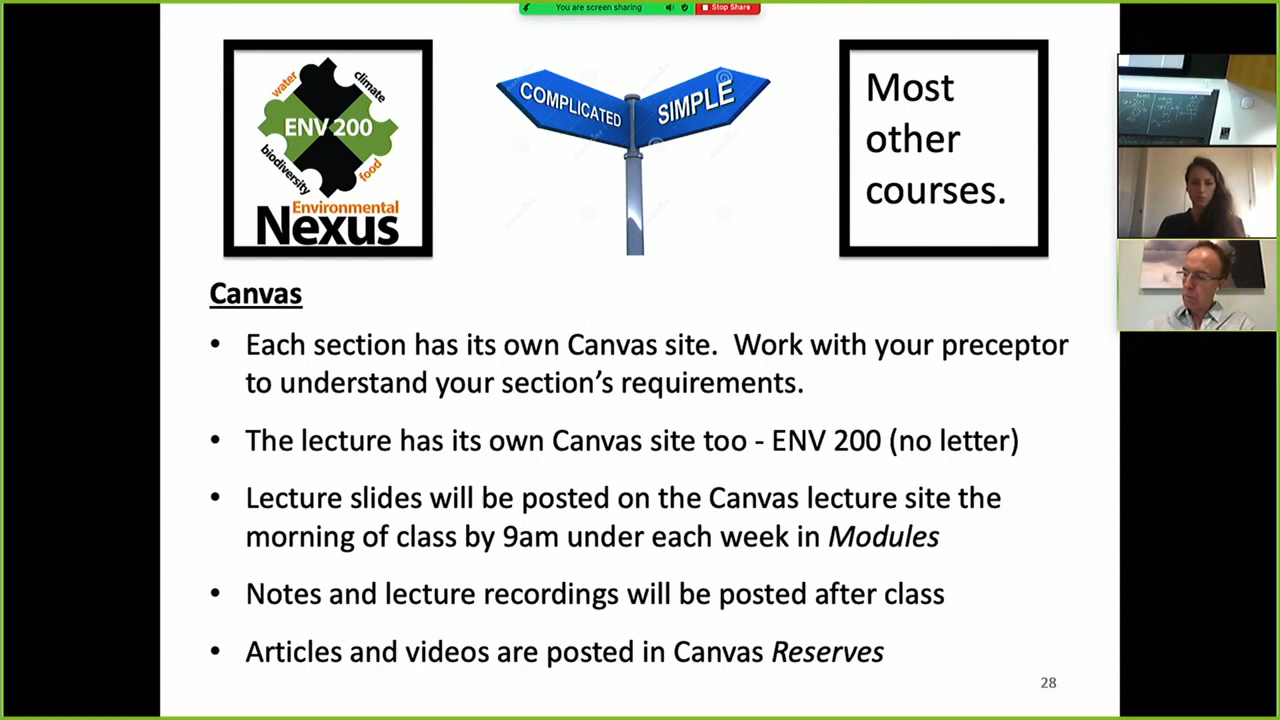 You are screen sharing
Stop Share
water
climate
ENV 200
biodiversity
food
Environmental
Nexus
COMPLICATED
SIMPLE
Most
other
courses.
Canvas
• Each section has its own Canvas site.  Work with your preceptor
to understand your section’s requirements.
• The lecture has its own Canvas site too - ENV 200 (no letter)
• Lecture slides will be posted on the Canvas lecture site the
morning of class by 9am under each week in Modules
• Notes and lecture recordings will be posted after class
• Articles and videos are posted in Canvas Reserves
28